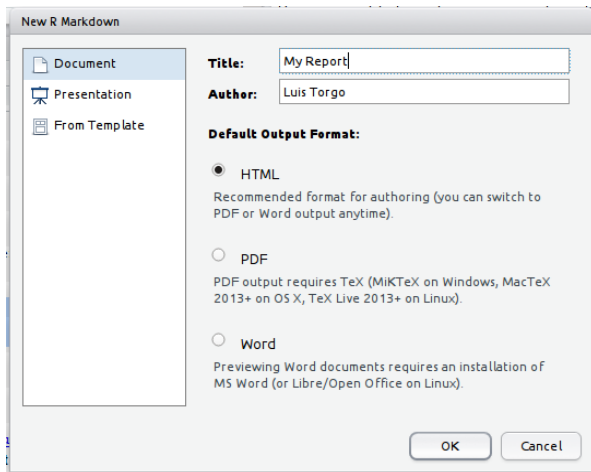 New R Markdown
Document
Presentation
From Template
Title: My Report
Author: Luis Torgo
Default Output Format:
HTML
Recommended format for authoring (you can switch to
PDF or Word output anytime).
PDF
PDF output requires TeX (MiKTeX on Windows, MacTeX
2013+ on OS X, TeX Live 2013+ on Linux).
Word
Previewing Word documents requires an installation of
MS Word (or Libre/Open Office on Linux).
OK
Cancel